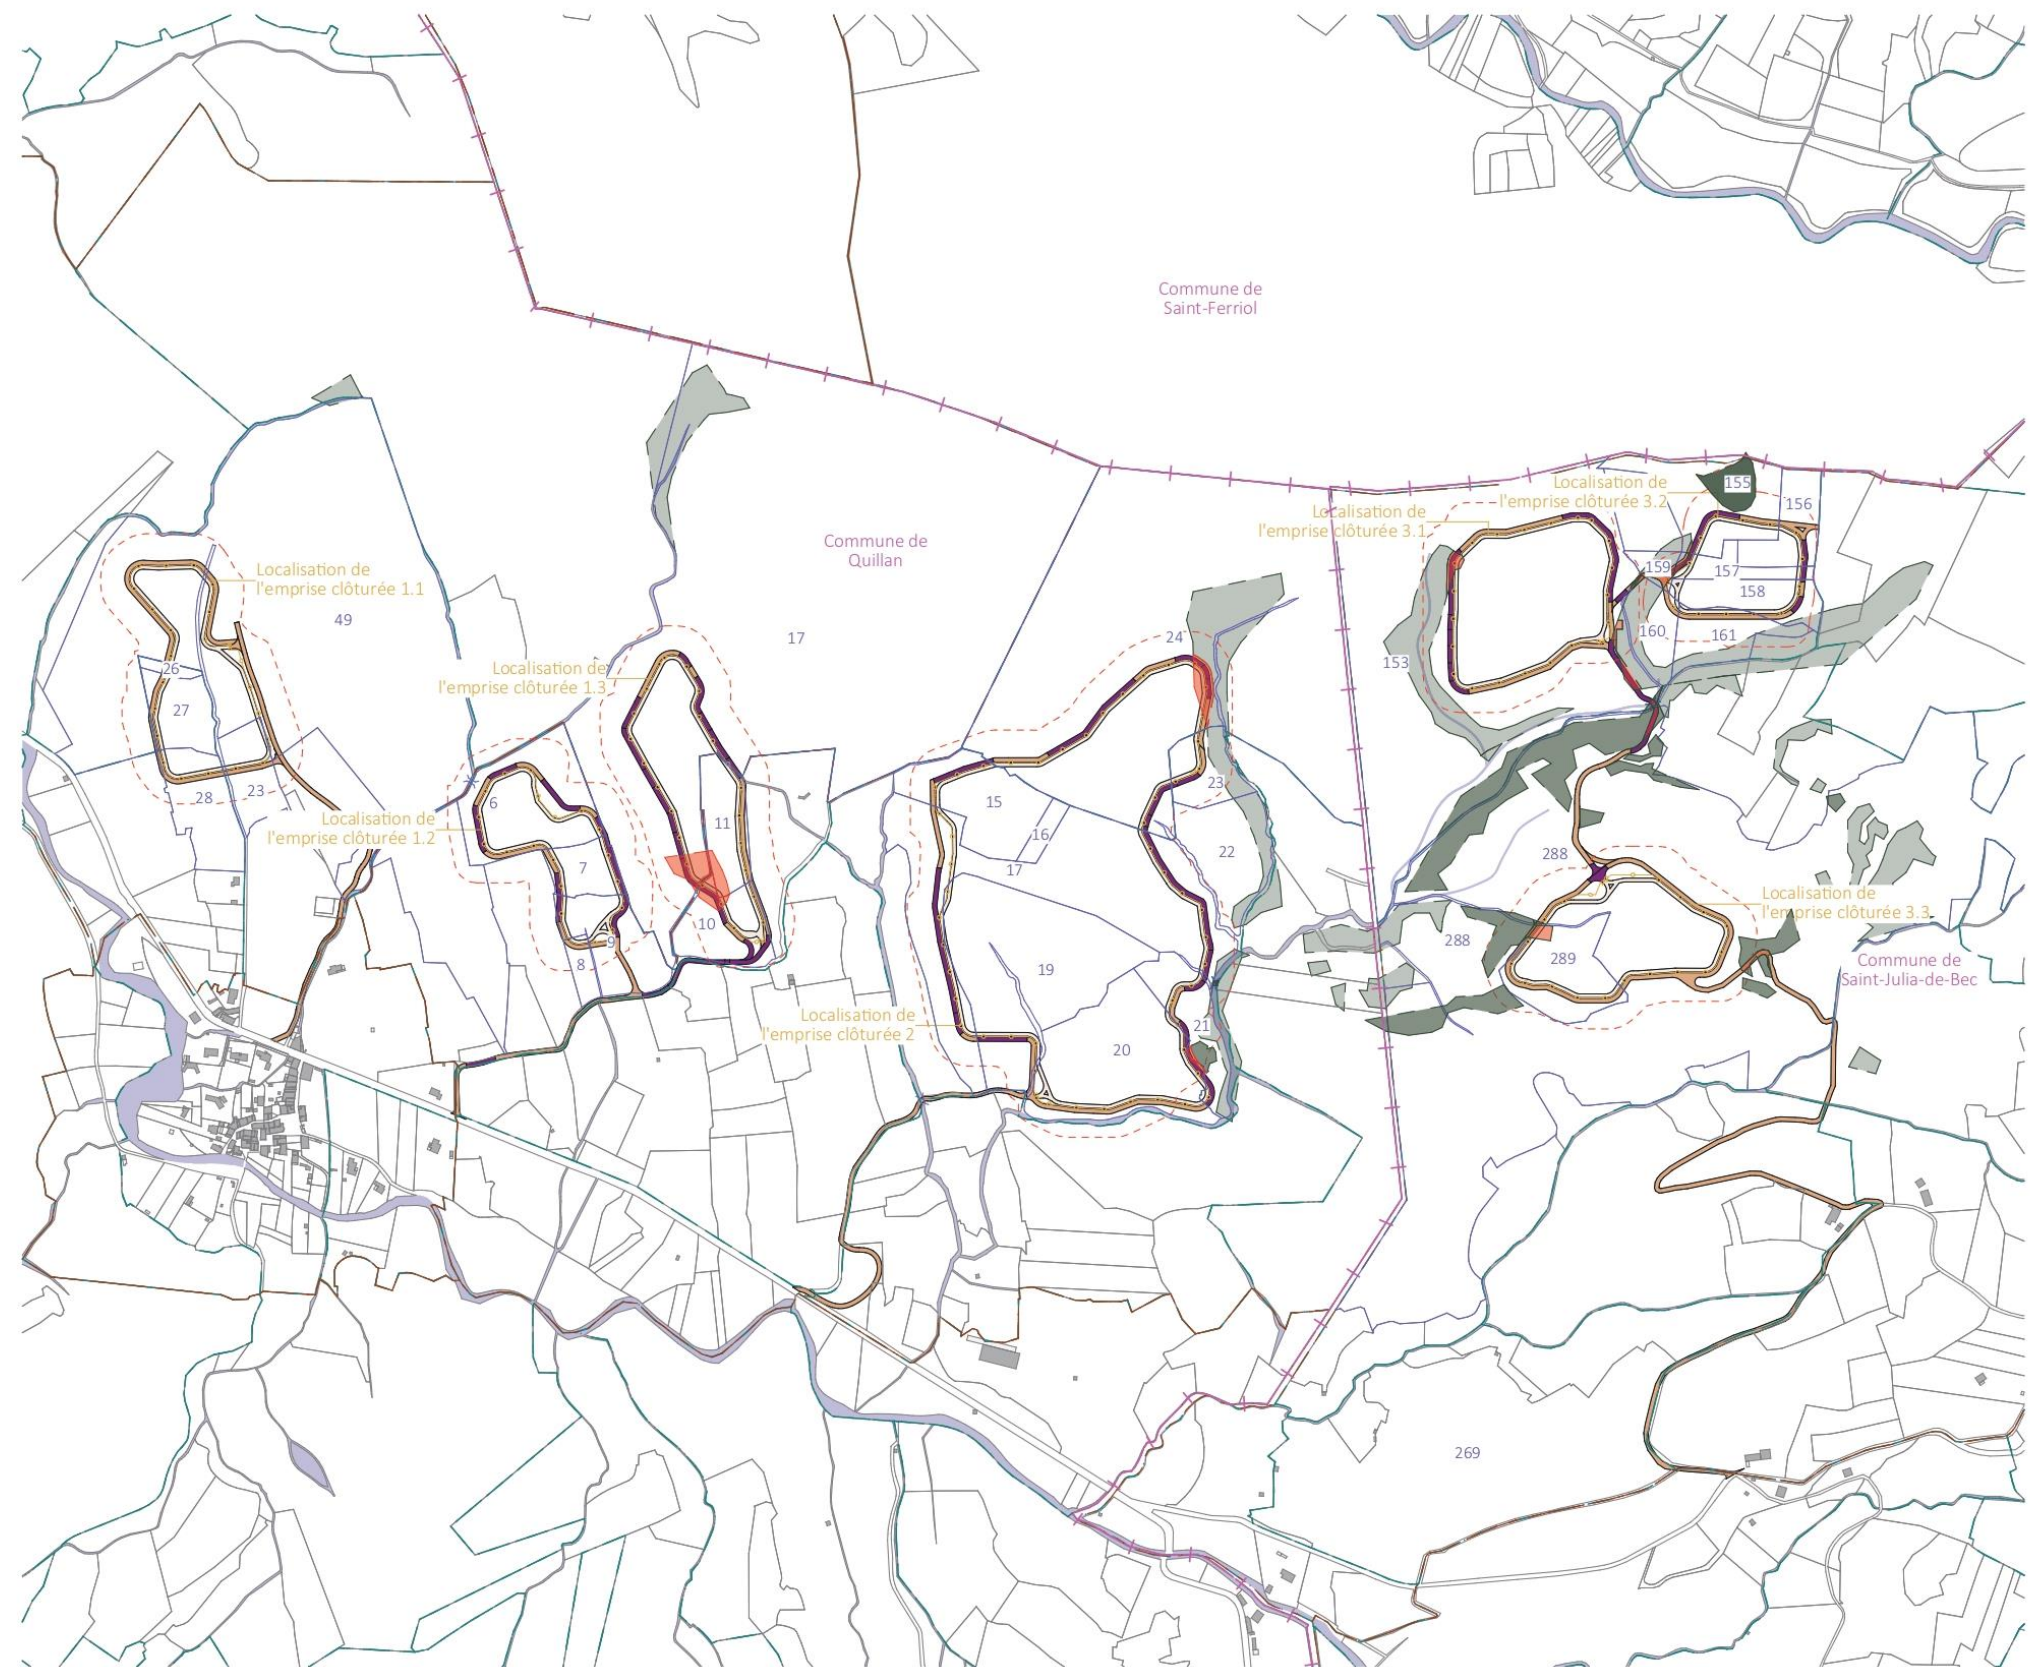 Commune de
Saint-Ferriol
155
Localisation de
l'emprise clôturée 3.2
156
Localisation de
l'emprise clôturée 3.1
Commune de
Quillan
159
157
Localisation de
l'emprise clôturée 1.1
158
49
160
161
17
24
153
26
Localisation de
l'emprise clôturée 1.3
27
23
28
23
15
6
Localisation de
l'emprise clôturée 1.2
11
16
22
288
7
17
Localisation de
l'emprise clôturée 3.3
10
9
288
8
289
19
Commune de
Saint-Julia-de-Bec
Localisation de
l'emprise clôturée 2
21
20
269